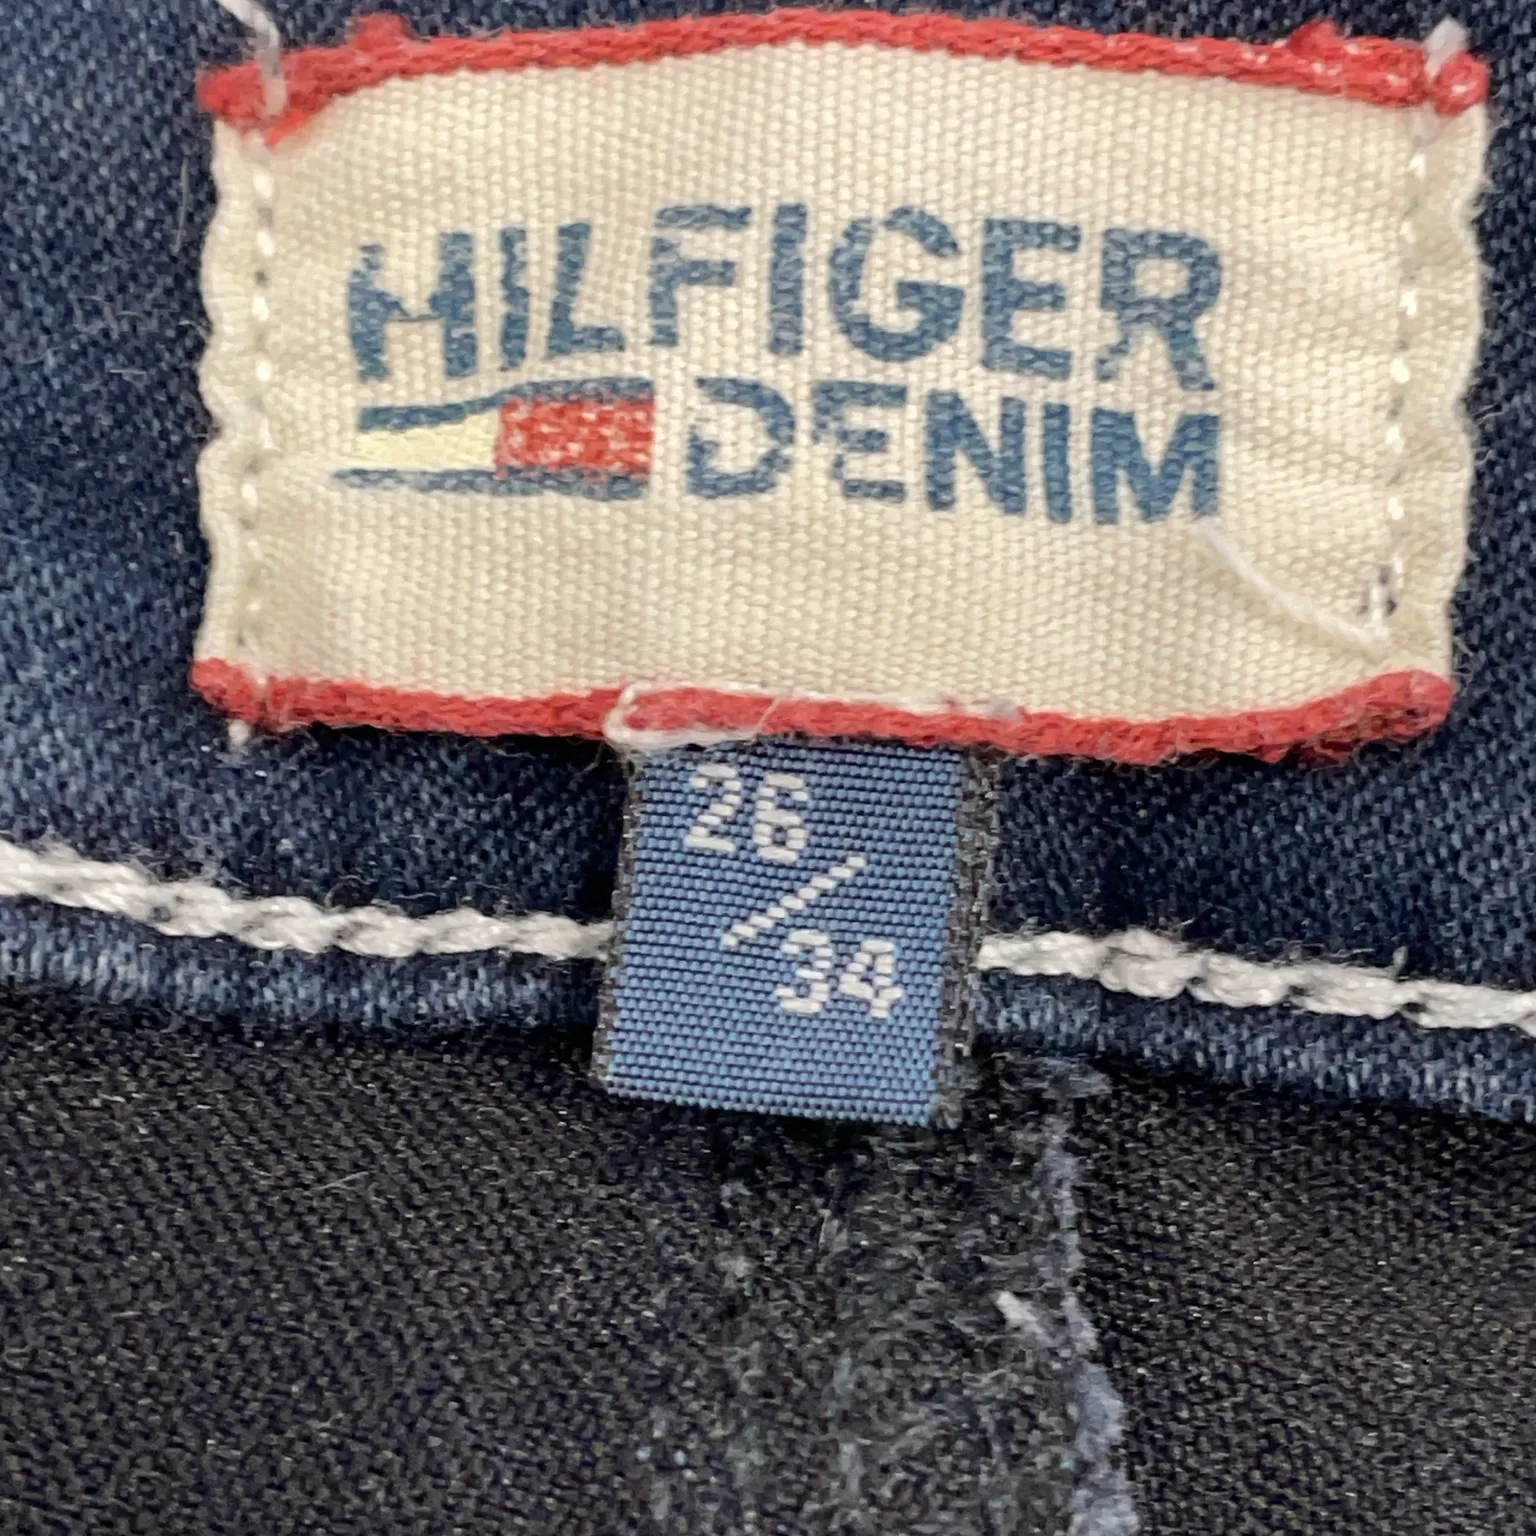 HILFIGER
DENIM
26/
34